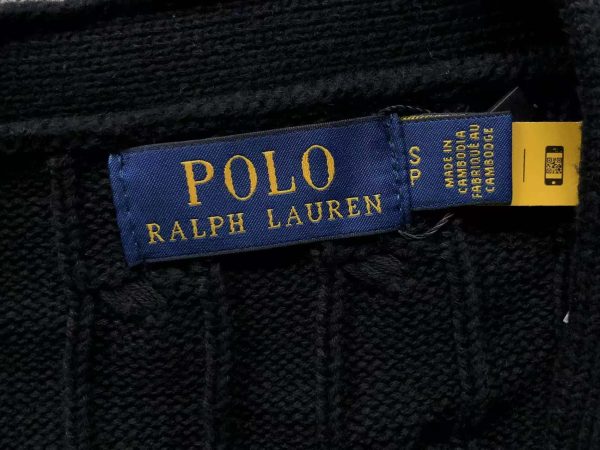 POLO
RALPH LAUREN
S
P
MADE IN
CAMBODIA
FABRIQUÉ AU
CAMBODGE